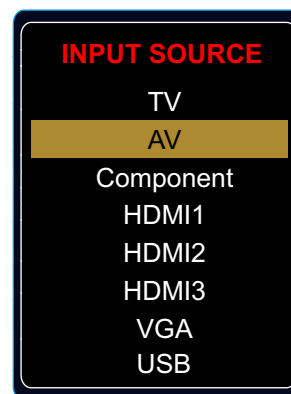 INPUT SOURCE
TV
AV
Component
HDMI1
HDMI2
HDMI3
VGA
USB